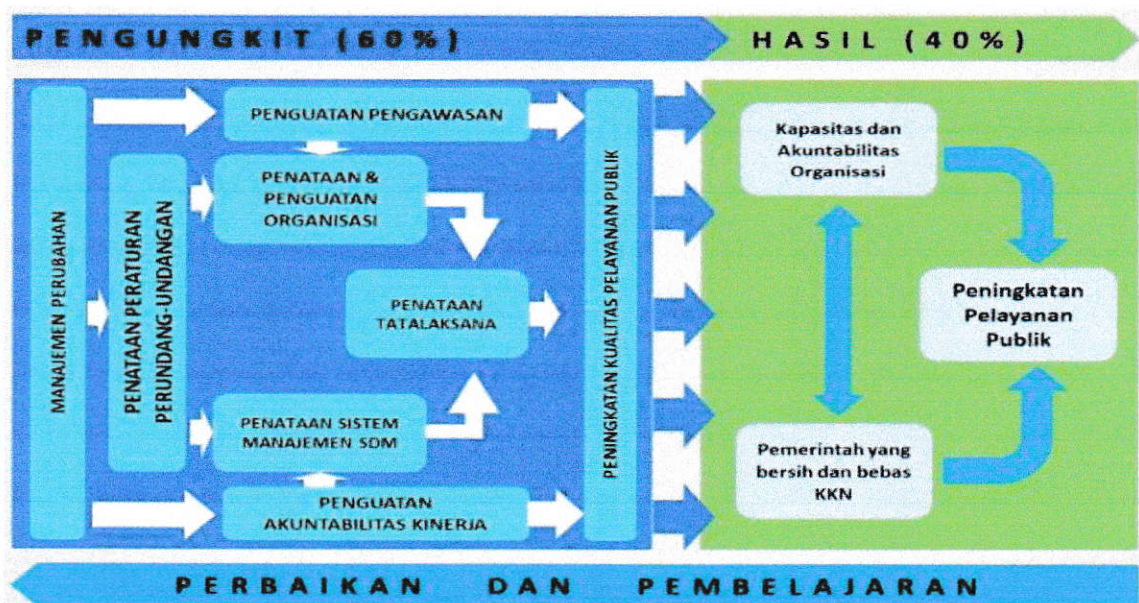 PENGUNGKIT (60%)
HASIL (40%)
MANAJEMEN PERUBAHAN
PENATAAN PERATURAN
PERUNDANG-UNDANGAN
PENGUATAN PENGAWASAN
PENATAAN &
PENGUATAN
ORGANISASI
PENATAAN
TATALAKSANA
PENATAAN SISTEM
MANAJEMEN SDM
PENGUATAN
AKUNTABILITAS KINERJA
PENINGKATAN KUALITAS PELAYANAN PUBLIK
Kapasitas dan
Akuntabilitas
Organisasi
Peningkatan
Pelayanan
Publik
Pemerintah yang
bersih dan bebas
KKN
PERBAIKAN DAN PEMBELAJARAN